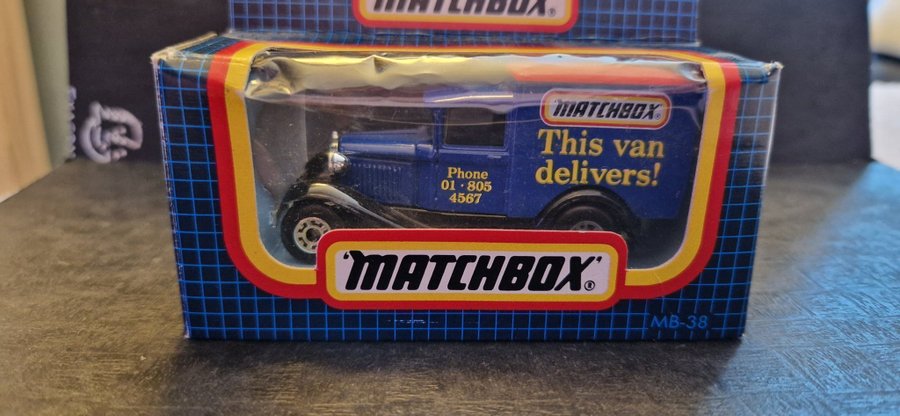 MATCHBOX®
'MATCHBOX'®
This van
delivers!
Phone
01·805
4567
'MATCHBOX'®
MB-38